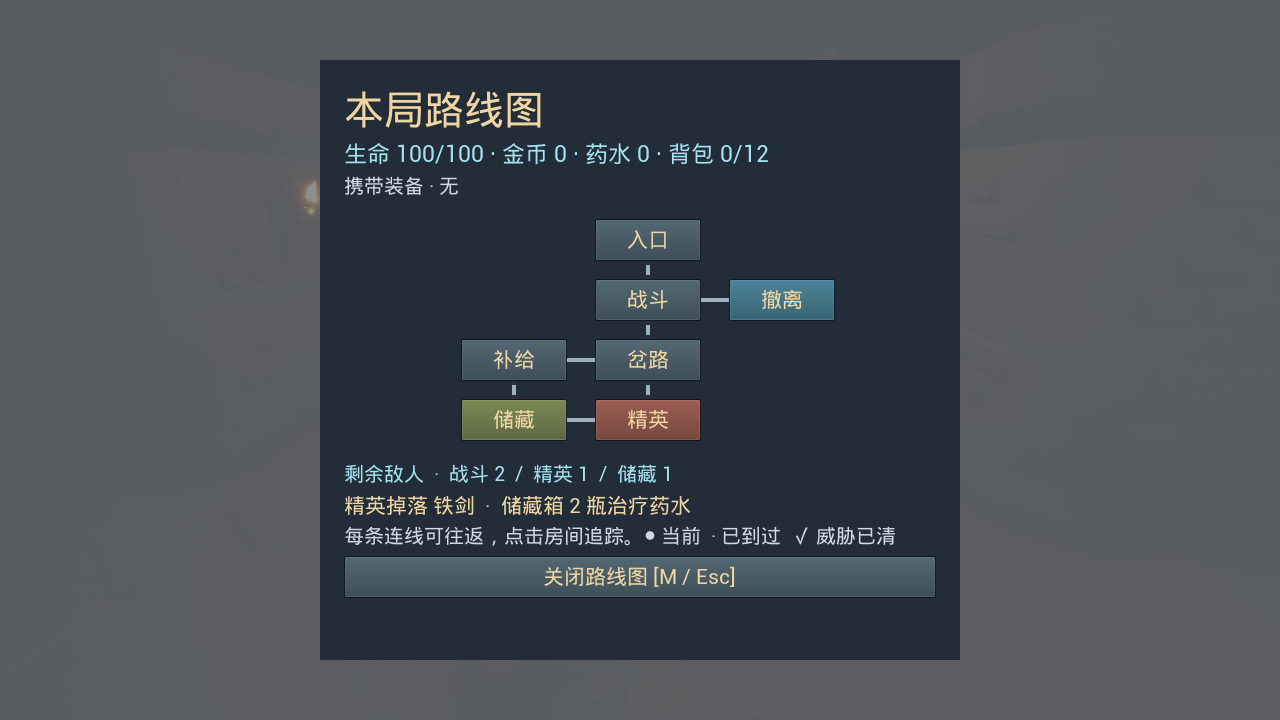 本局路线图
生命 100/100 · 金币 0 · 药水 0 · 背包 0/12
携带装备 · 无
入口
战斗 撤离
补给 岔路
储藏 精英
剩余敌人 · 战斗 2 / 精英 1 / 储藏 1
精英掉落 铁剑 · 储藏箱 2 瓶治疗药水
每条连线可往返，点击房间追踪。● 当前 · 已到过 ✓ 威胁已清
关闭路线图 [M / Esc]